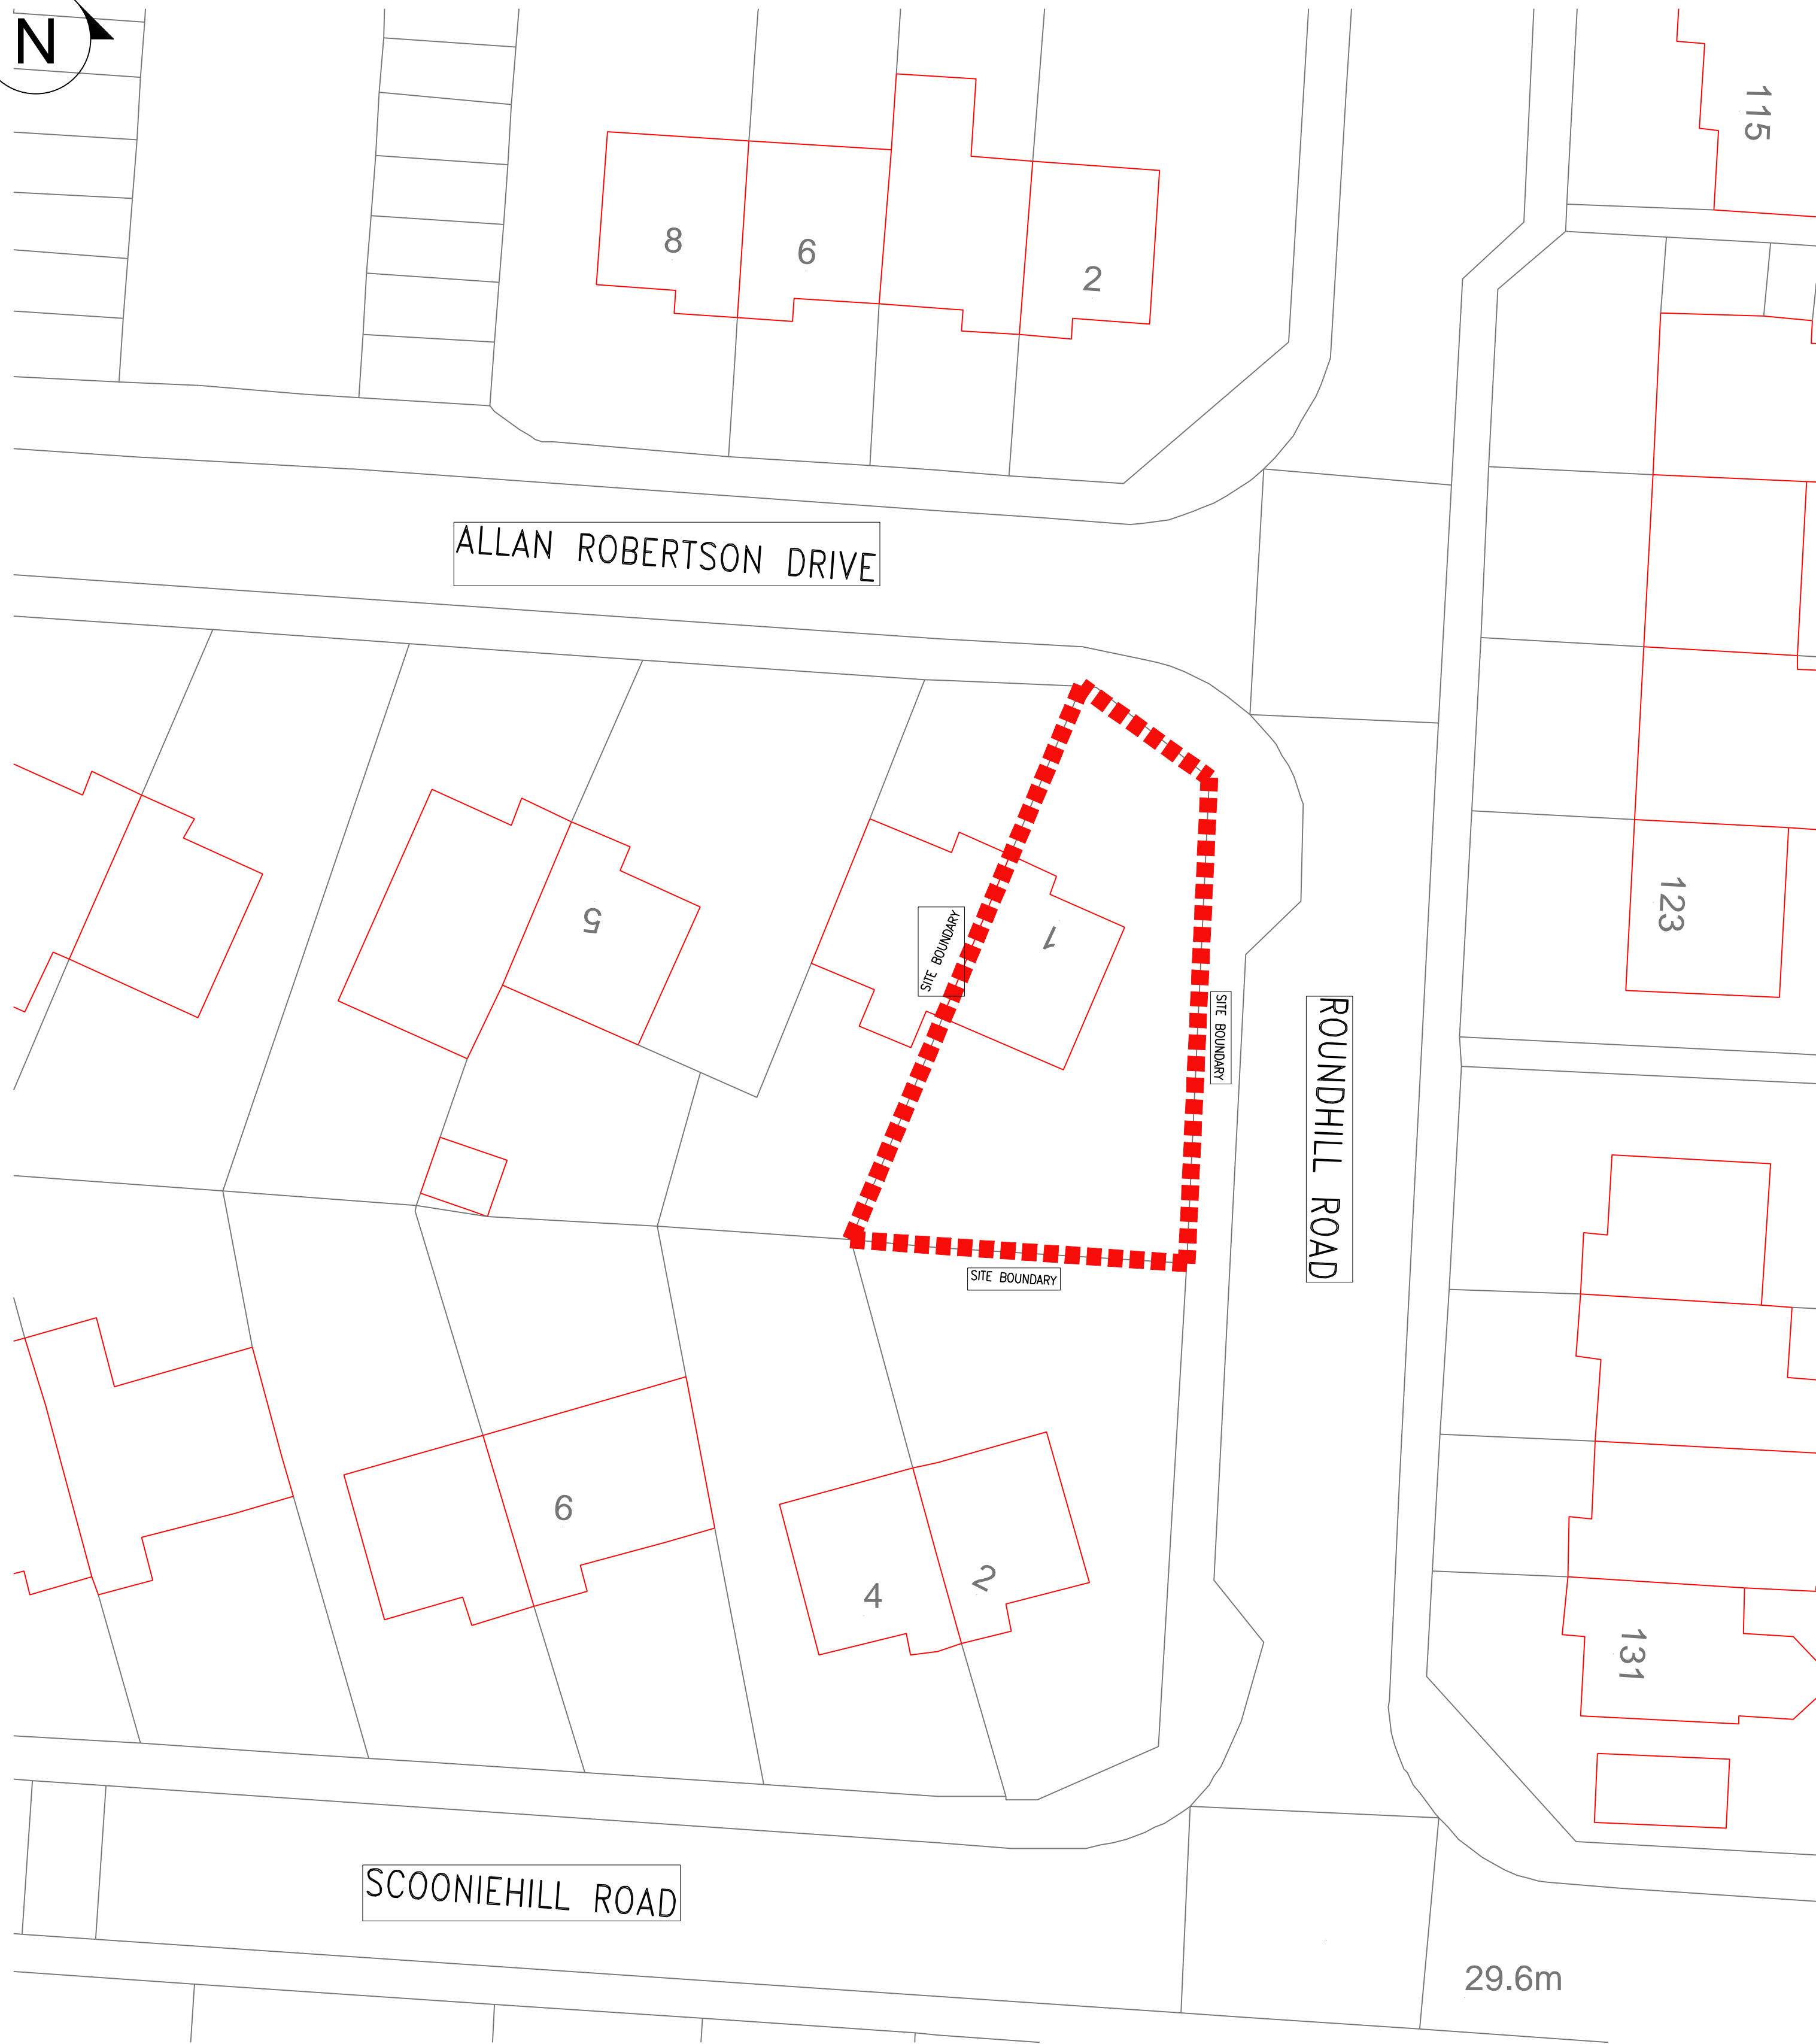 N
115
8
6
2
ALLAN ROBERTSON DRIVE
5
1
123
SITE BOUNDARY
SITE BOUNDARY
ROUNDHILL ROAD
SITE BOUNDARY
6
4
2
131
SCOONIEHILL ROAD
29.6m